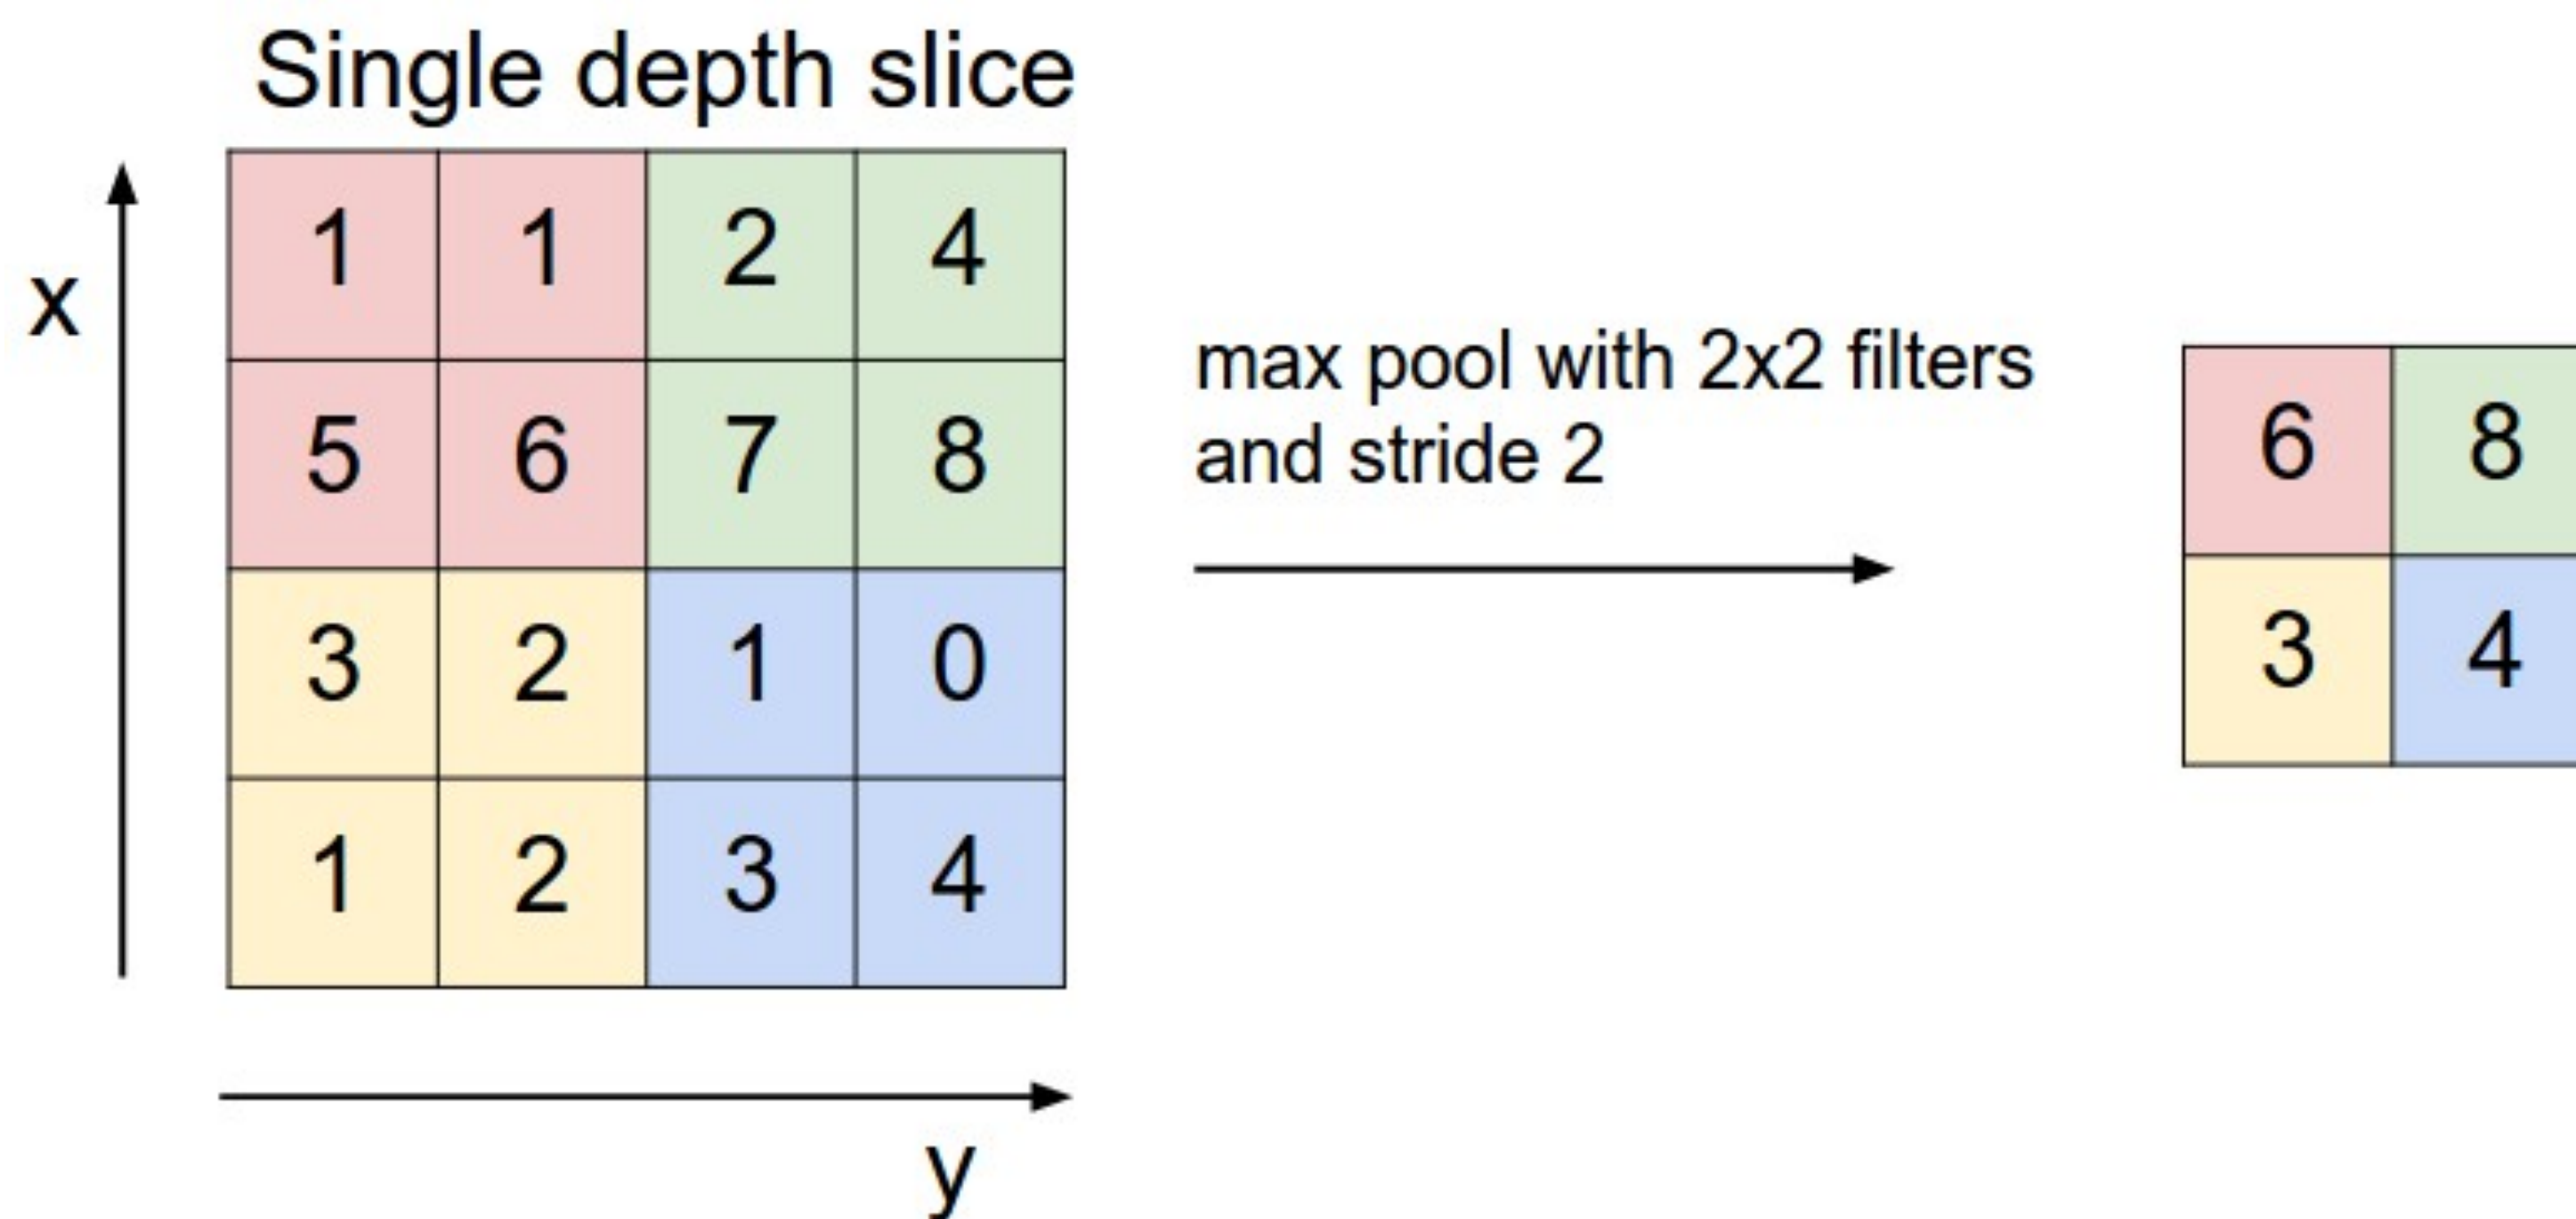 Single depth slice
x
1 1 2 4
5 6 7 8
3 2 1 0
1 2 3 4
y
max pool with 2x2 filters
and stride 2
6 8
3 4